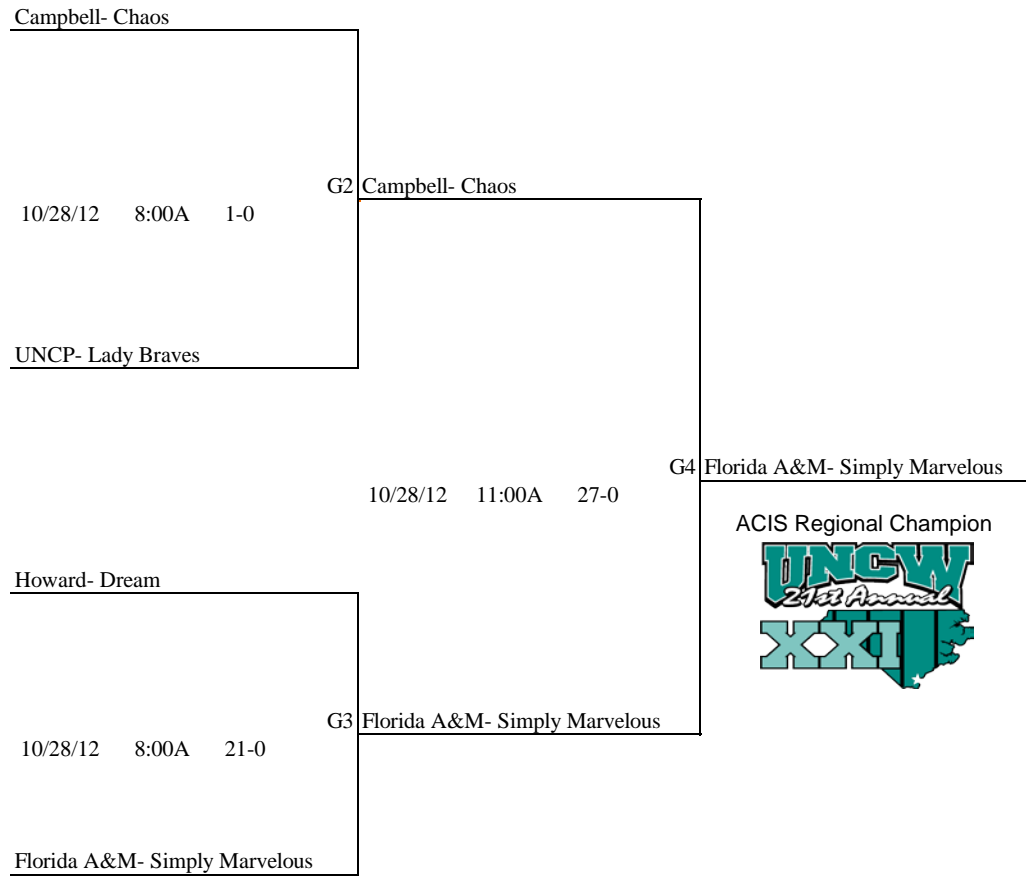 Campbell- Chaos
G2 Campbell- Chaos
10/28/12 8:00A 1-0
UNCP- Lady Braves
G4 Florida A&M- Simply Marvelous
10/28/12 11:00A 27-0
ACIS Regional Champion
UNCW
21st Annual
XXI
Howard- Dream
G3 Florida A&M- Simply Marvelous
10/28/12 8:00A 21-0
Florida A&M- Simply Marvelous